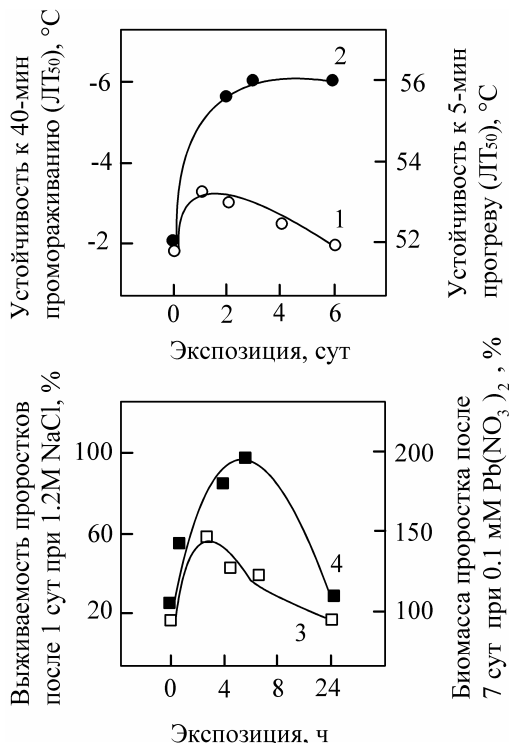 Устойчивость к 40-мин
промораживанию (ЛТ50), °C
-6
-4
-2
2
1
56
54
52
Устойчивость к 5-мин
прогреву (ЛТ50), °C
0 2 4 6
Экспозиция, сут
Выживаемость проростков
после 1 сут при 1.2М NaCl, %
100
60
20
4
3
200
150
100
Биомасса проростка после
7 сут при 0.1 мМ Pb(NO3)2, %
0 4 8 24
Экспозиция, ч